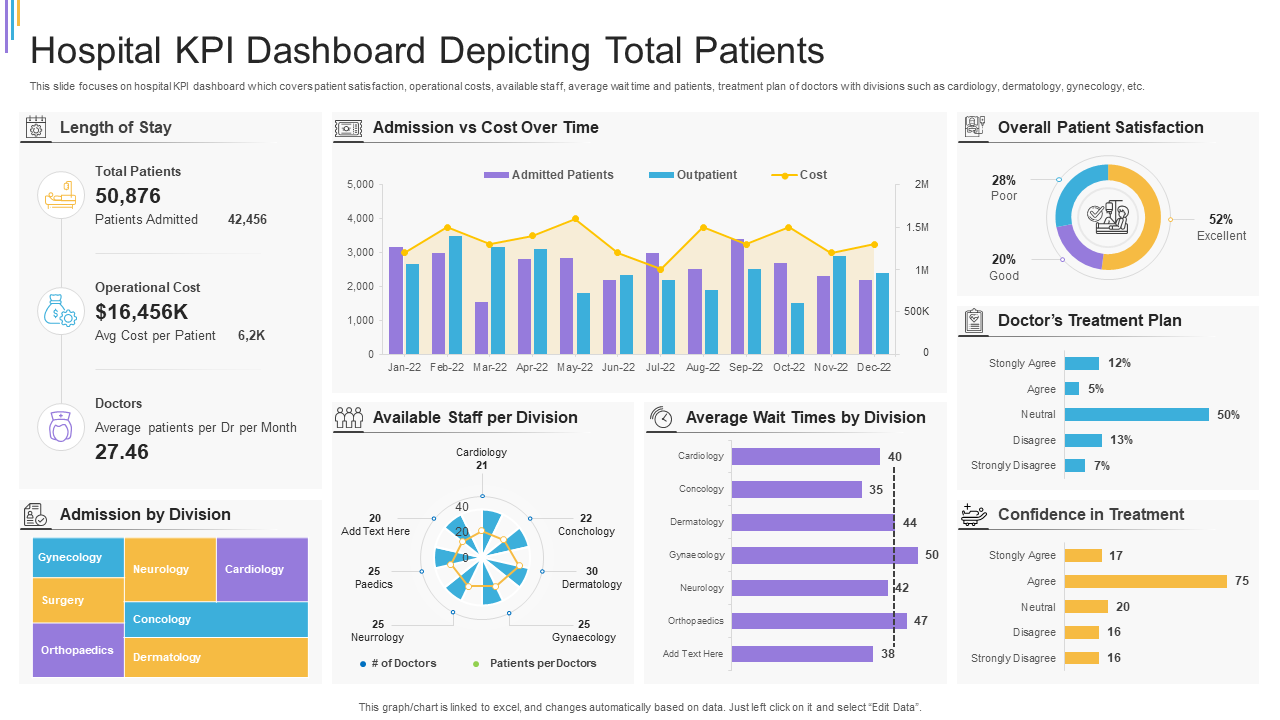 Hospital KPI Dashboard Depicting Total Patients
This slide focuses on hospital KPI dashboard which covers patient satisfaction, operational costs, available staff, average wait time and patients, treatment plan of doctors with divisions such as cardiology, dermatology, gynecology, etc.
Length of Stay
Total Patients
50,876
Patients Admitted 42,456
Operational Cost
$16,456K
Avg Cost per Patient 6,2K
Doctors
Average patients per Dr per Month
27.46
Admission by Division
Gynecology
Surgery
Orthopaedics
Neurology
Cardiology
Concology
Dermatology
Admission vs Cost Over Time
Admitted Patients Outpatient Cost
5,000 2M
4,000 1.5M
3,000 1M
2,000 500K
1,000
0 0
Jan-22 Feb-22 Mar-22 Apr-22 May-22 Jun-22 Jul-22 Aug-22 Sep-22 Oct-22 Nov-22 Dec-22
Available Staff per Division
Cardiology
21
40
20
0
20
Add Text Here
22
Conchology
25
Paedics
30
Dermatology
25
Neurrology
25
Gynaecology
# of Doctors Patients per Doctors
Average Wait Times by Division
Cardiology 40
Concology 35
Dermatology 44
Gynaecology 50
Neurology 42
Orthopaedics 47
Add Text Here 38
Overall Patient Satisfaction
28%
Poor
52%
Excellent
20%
Good
Doctor’s Treatment Plan
Stongly Agree 12%
Agree 5%
Neutral 50%
Disagree 13%
Strongly Disagree 7%
Confidence in Treatment
Stongly Agree 17
Agree 75
Neutral 20
Disagree 16
Strongly Disagree 16
This graph/chart is linked to excel, and changes automatically based on data. Just left click on it and select “Edit Data”.